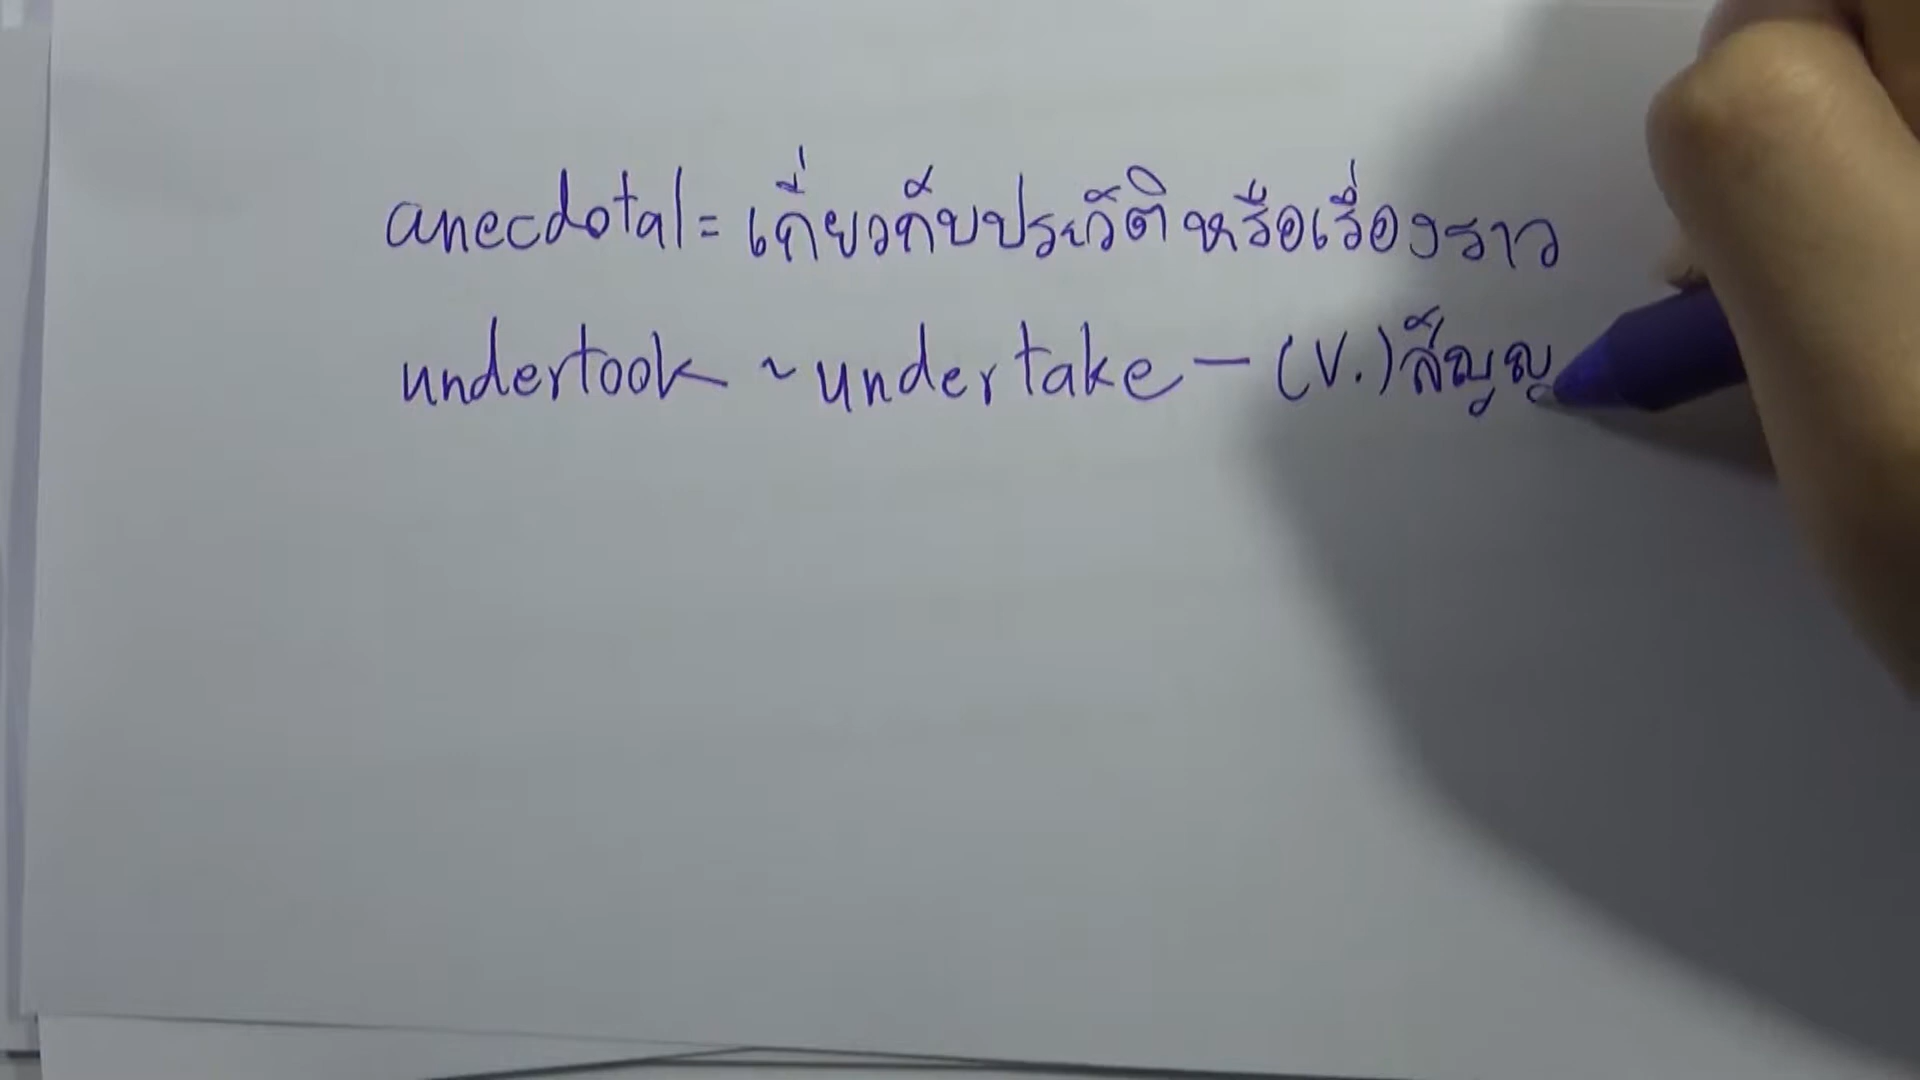 anecdotal = เกี่ยวกับประวัติหรือเรื่องราว
undertook ~ undertake - (V.) สัญญ